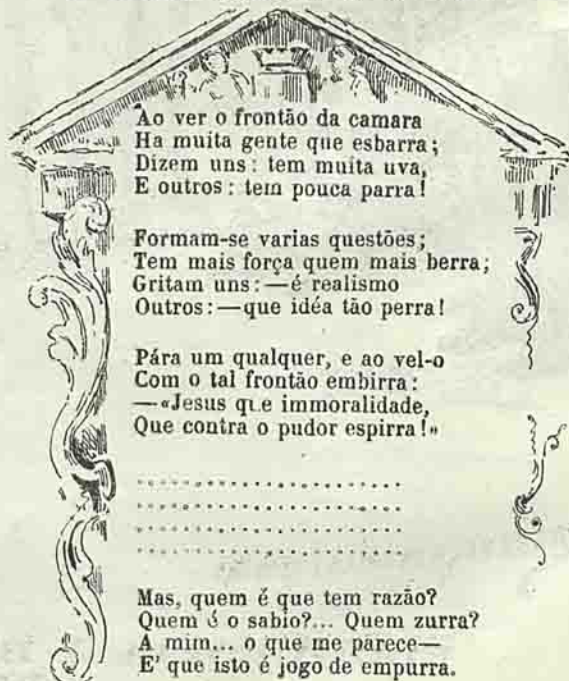 Ao ver o frontão da camara
Ha muita gente que esbarra;
Dizem uns: tem muita uva,
E outros: tem pouca parra!
Formam-se varias questões;
Tem mais força quem mais berra;
Gritam uns:—é realismo
Outros:—que idéa tão perra!
Pára um qualquer, e ao vel-o
Com o tal frontão embirra:
—«Jesus que immoralidade,
Que contra o pudor espirra!»
. . . . . . . . . . . . . . . . . . . . . . . .
. . . . . . . . . . . . . . . . . . . . . . . .
. . . . . . . . . . . . . . . . . . . . . . . .
. . . . . . . . . . . . . . . . . . . . . . . .
Mas, quem é que tem razão?
Quem é o sabio?... Quem zurra?
A mim... o que me parece—
E' que isto é jogo de empurra.